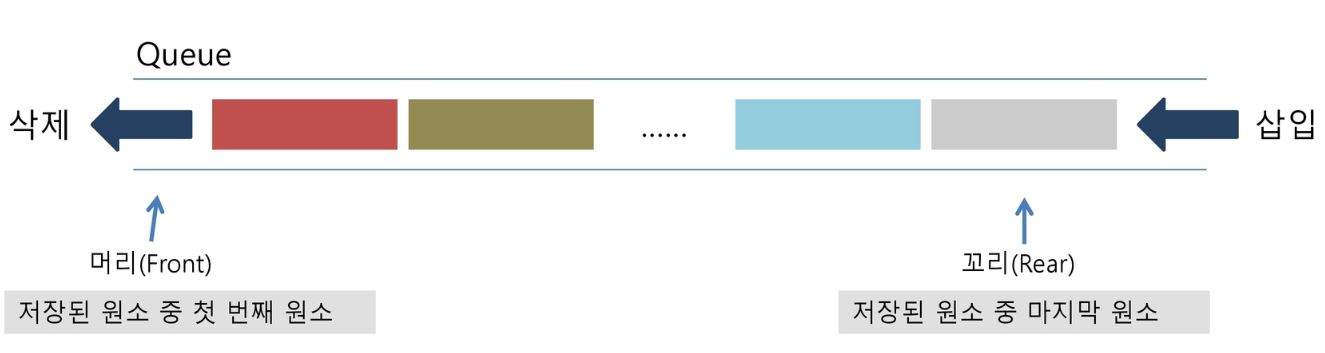 Queue
삭제
......
삽입
머리(Front)
꼬리(Rear)
저장된 원소 중 첫 번째 원소
저장된 원소 중 마지막 원소